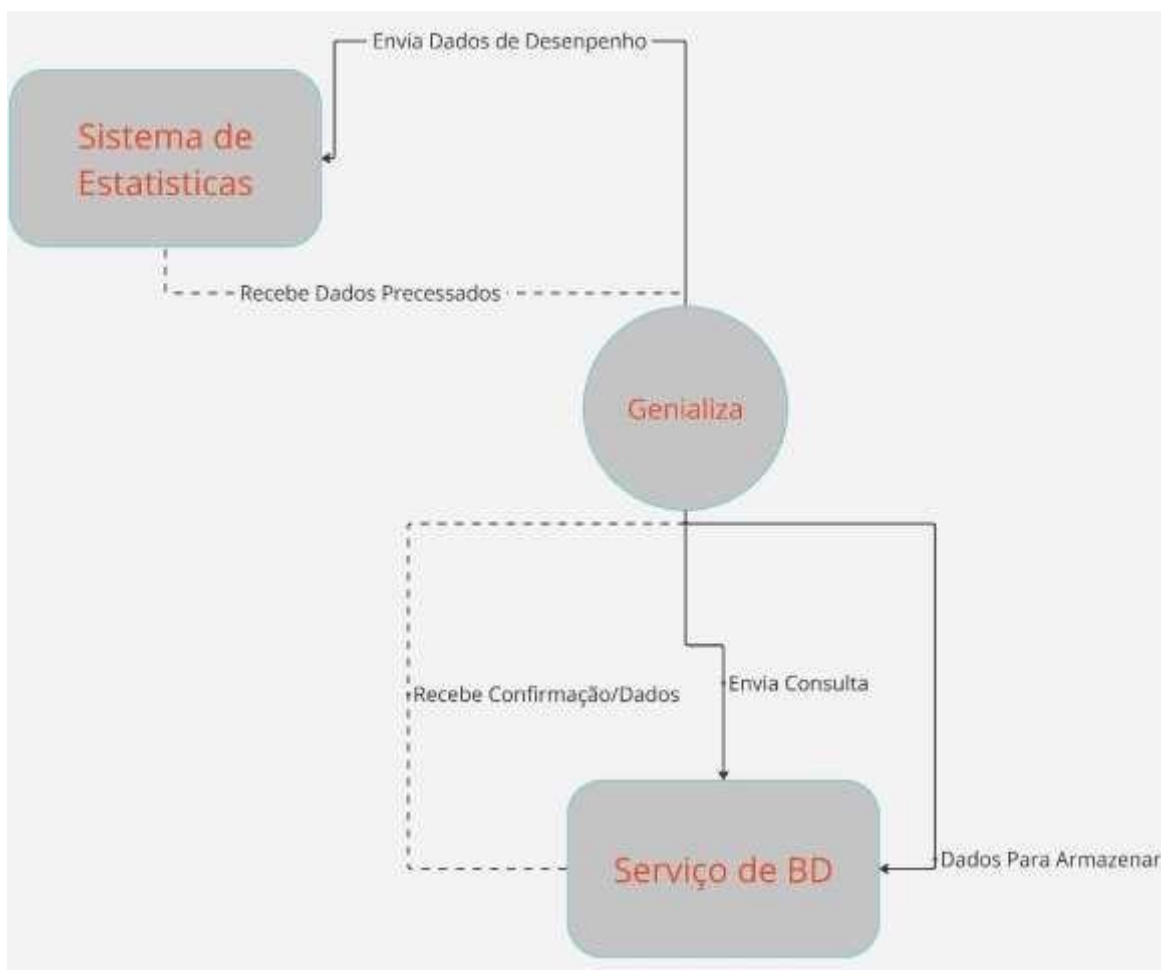 Envia Dados de Desenpenho
Sistema de
Estatisticas
Recebe Dados Precessados
Genializa
Envia Consulta
Recebe Confirmação/Dados
Dados Para Armazenar
Serviço de BD